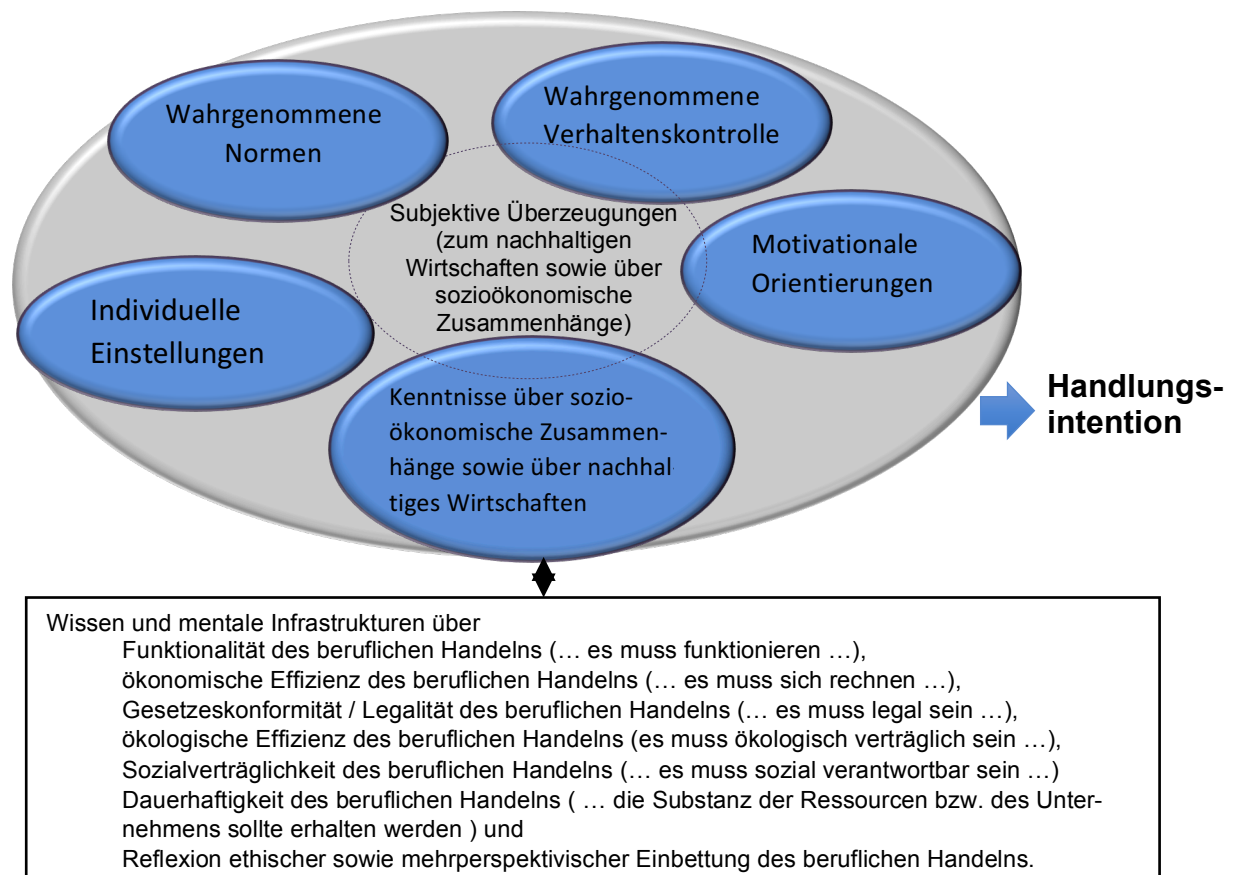 Wahrgenommene
Normen
Wahrgenommene
Verhaltenskontrolle
Subjektive Überzeugungen
(zum nachhaltigen
Wirtschaften sowie über
sozioökonomische
Zusammenhänge)
Motivationale
Orientierungen
Individuelle
Einstellungen
Kenntnisse über sozio-
ökonomische Zusammen-
hänge sowie über nachhal
tiges Wirtschaften
Handlungs-
intention
Wissen und mentale Infrastrukturen über
Funktionalität des beruflichen Handelns (… es muss funktionieren …),
ökonomische Effizienz des beruflichen Handelns (… es muss sich rechnen …),
Gesetzeskonformität / Legalität des beruflichen Handelns (… es muss legal sein …),
ökologische Effizienz des beruflichen Handelns (es muss ökologisch verträglich sein …),
Sozialverträglichkeit des beruflichen Handelns (… es muss sozial verantwortbar sein …)
Dauerhaftigkeit des beruflichen Handelns ( … die Substanz der Ressourcen bzw. des Unter-
nehmens sollte erhalten werden ) und
Reflexion ethischer sowie mehrperspektivischer Einbettung des beruflichen Handelns.